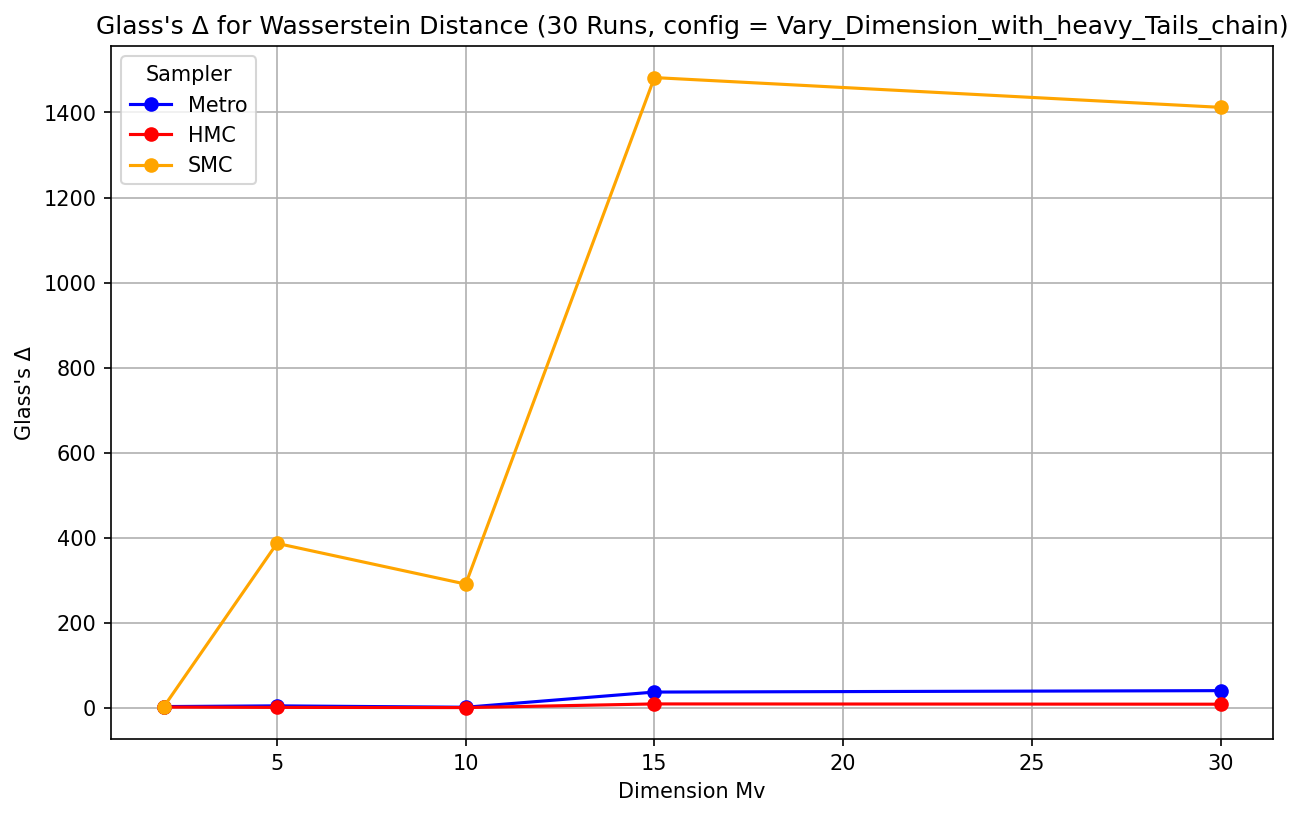 Glass's Δ for Wasserstein Distance (30 Runs, config = Vary_Dimension_with_heavy_Tails_chain)
Sampler
Metro
HMC
SMC
Glass's Δ
1400
1200
1000
800
600
400
200
0
5 10 15 20 25 30
Dimension Mv